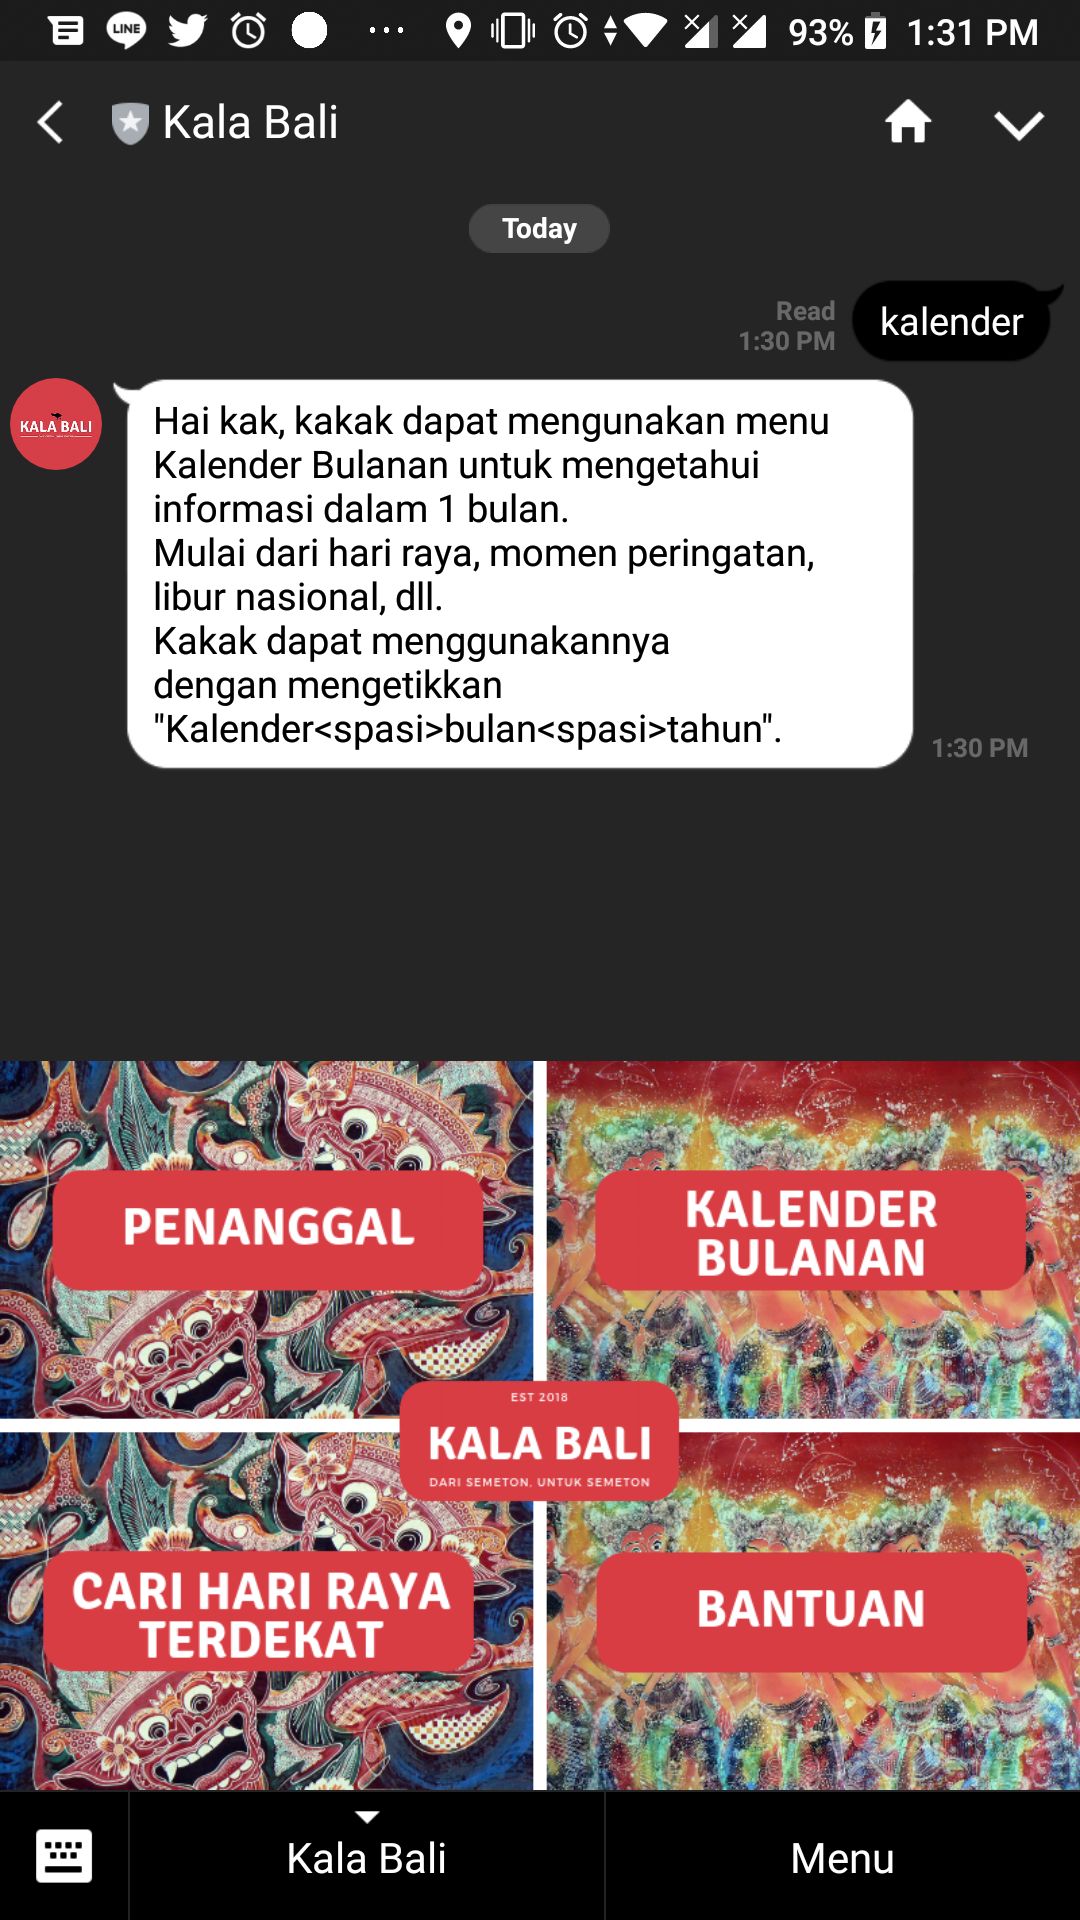 LINE
93% 1:31 PM
Kala Bali
Today
Read
1:30 PM
kalender
KALA BALI
Hai kak, kakak dapat mengunakan menu
Kalender Bulanan untuk mengetahui
informasi dalam 1 bulan.
Mulai dari hari raya, momen peringatan,
libur nasional, dll.
Kakak dapat menggunakannya
dengan mengetikkan
"Kalender<spasi>bulan<spasi>tahun".
1:30 PM
PENANGGAL
KALENDER
BULANAN
EST 2018
KALA BALI
DARI SEMETON, UNTUK SEMETON
CARI HARI RAYA
TERDEKAT
BANTUAN
Kala Bali
Menu